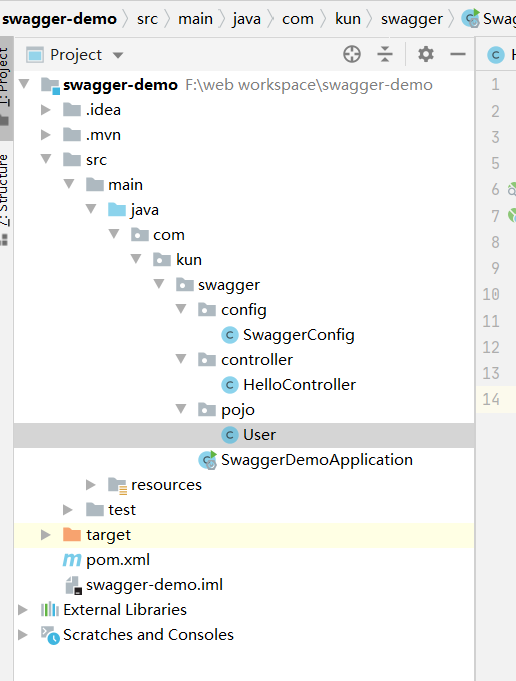 swagger-demo src main java com kun swagger Swag
1: Project
Project
swagger-demo F:\web workspace\swagger-demo
.idea
.mvn
src
main
java
com
kun
swagger
config
SwaggerConfig
controller
HelloController
pojo
User
SwaggerDemoApplication
resources
test
target
pom.xml
swagger-demo.iml
External Libraries
Scratches and Consoles
7: Structure
1
2
3
5
6
7
8
9
10
11
12
13
14